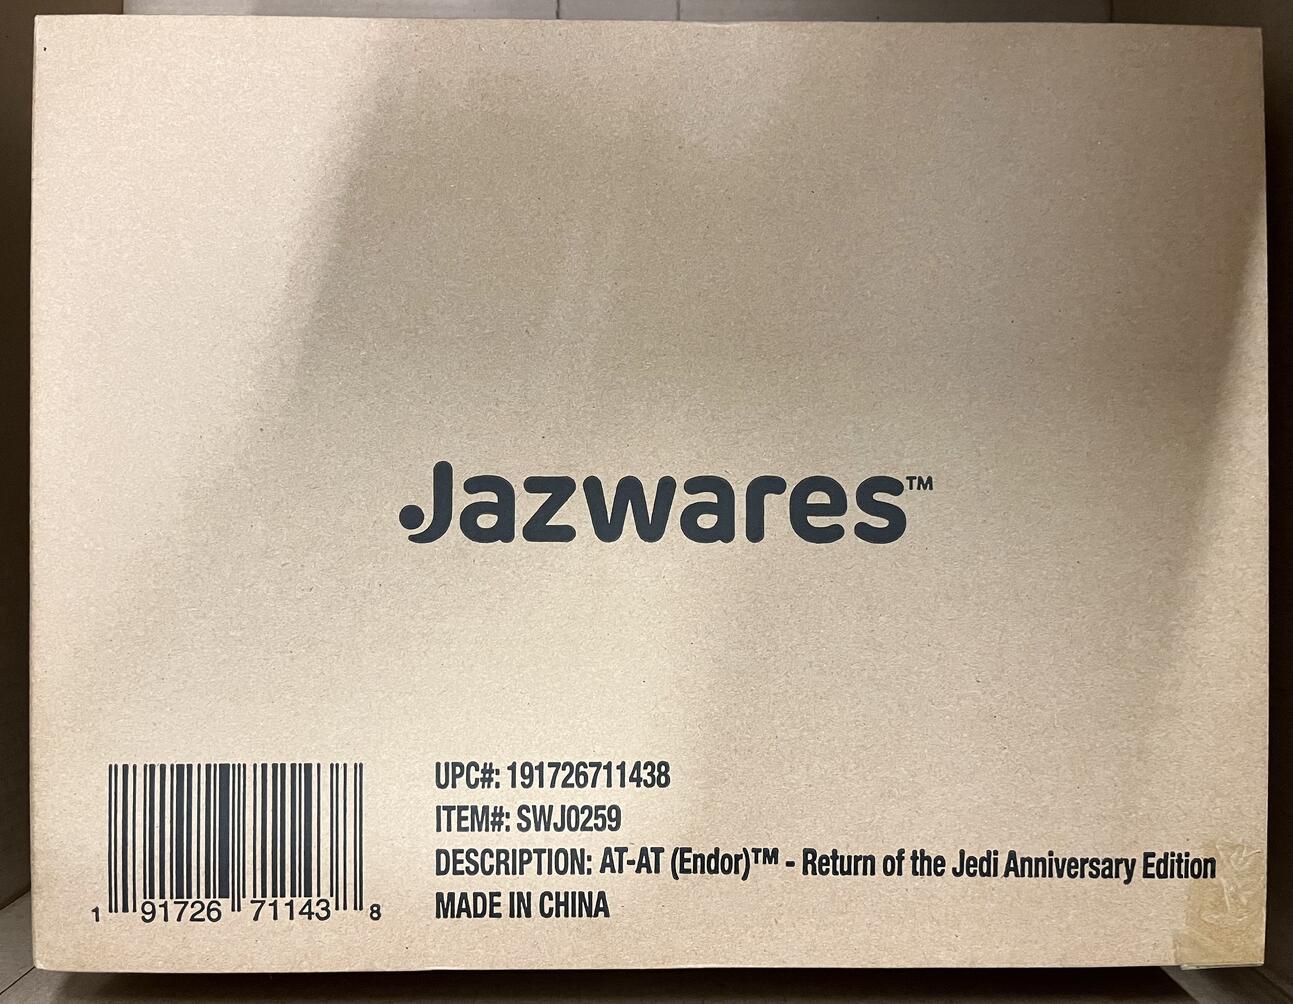 Jazwares™
UPC#: 191726711438
ITEM#: SWJ0259
DESCRIPTION: AT-AT (Endor)™ - Return of the Jedi Anniversary Edition
MADE IN CHINA
1 91726 71143 8